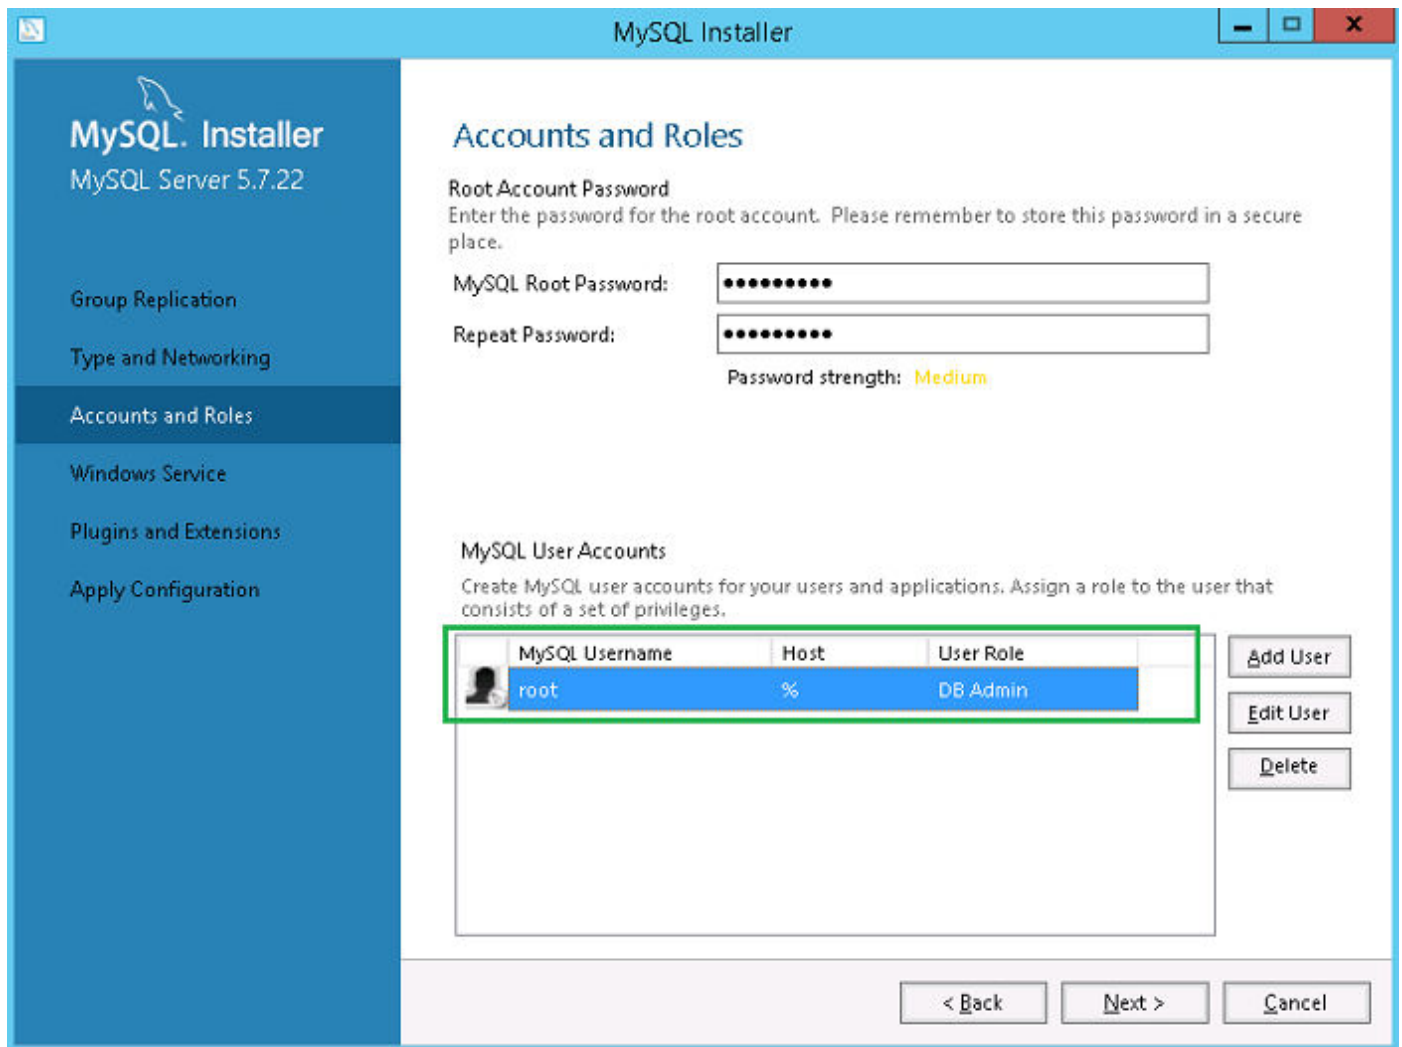 MySQL Installer
MySQL. Installer
MySQL Server 5.7.22
Group Replication
Type and Networking
Accounts and Roles
Windows Service
Plugins and Extensions
Apply Configuration
Accounts and Roles
Root Account Password
Enter the password for the root account. Please remember to store this password in a secure
place.
MySQL Root Password: ●●●●●●●●●
Repeat Password: ●●●●●●●●●
Password strength: Medium
MySQL User Accounts
Create MySQL user accounts for your users and applications. Assign a role to the user that
consists of a set of privileges.
MySQL Username Host User Role
root % DB Admin
Add User
Edit User
Delete
< Back Next > Cancel